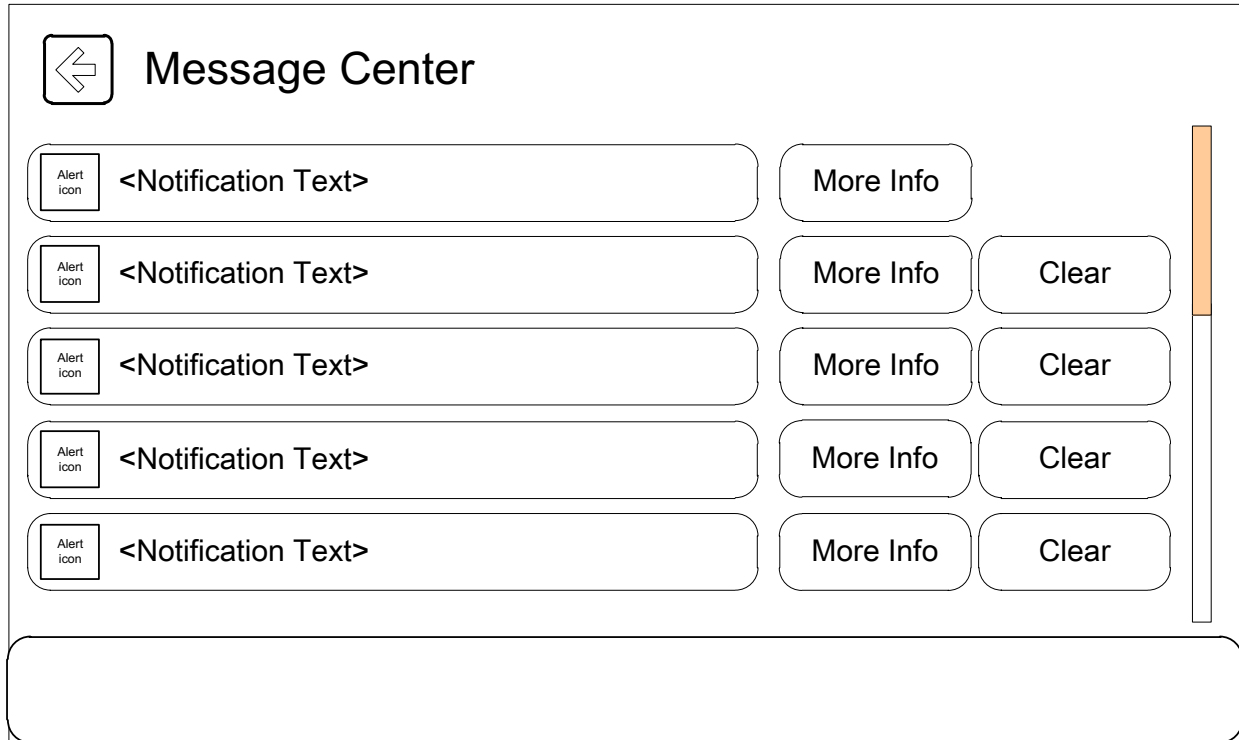 Message Center
Alert
icon
<Notification Text>
More Info
Alert
icon
<Notification Text>
More Info
Clear
Alert
icon
<Notification Text>
More Info
Clear
Alert
icon
<Notification Text>
More Info
Clear
Alert
icon
<Notification Text>
More Info
Clear